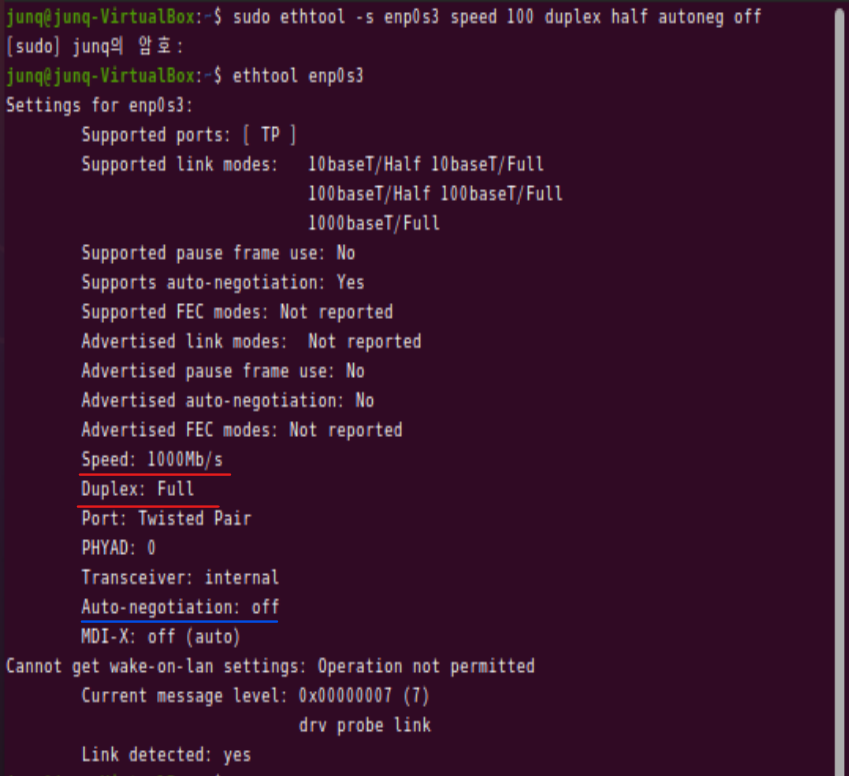 junq@junq-VirtualBox:~$ sudo ethtool -s enp0s3 speed 100 duplex half autoneg off
[sudo] junq의 암호:
junq@junq-VirtualBox:~$ ethtool enp0s3
Settings for enp0s3:
Supported ports: [ TP ]
Supported link modes: 10baseT/Half 10baseT/Full
100baseT/Half 100baseT/Full
1000baseT/Full
Supported pause frame use: No
Supports auto-negotiation: Yes
Supported FEC modes: Not reported
Advertised link modes: Not reported
Advertised pause frame use: No
Advertised auto-negotiation: No
Advertised FEC modes: Not reported
Speed: 1000Mb/s
Duplex: Full
Port: Twisted Pair
PHYAD: 0
Transceiver: internal
Auto-negotiation: off
MDI-X: off (auto)
Cannot get wake-on-lan settings: Operation not permitted
Current message level: 0x00000007 (7)
drv probe link
Link detected: yes